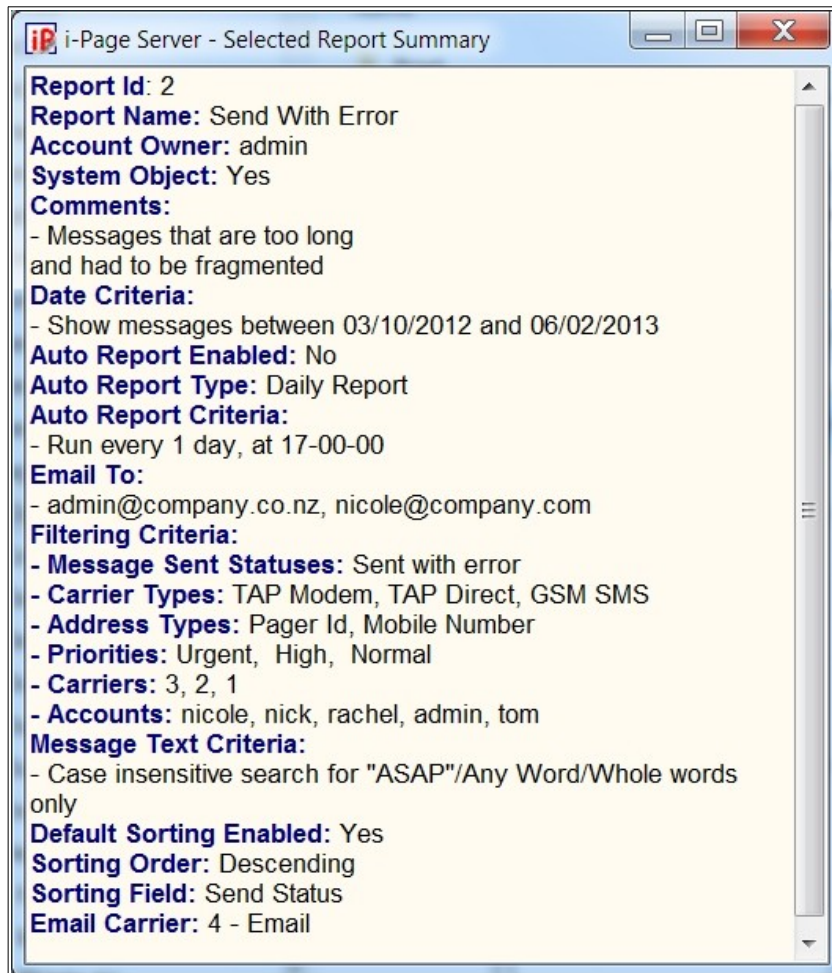 iP i-Page Server - Selected Report Summary
Report Id: 2
Report Name: Send With Error
Account Owner: admin
System Object: Yes
Comments:
- Messages that are too long
and had to be fragmented
Date Criteria:
- Show messages between 03/10/2012 and 06/02/2013
Auto Report Enabled: No
Auto Report Type: Daily Report
Auto Report Criteria:
- Run every 1 day, at 17-00-00
Email To:
- admin@company.co.nz, nicole@company.com
Filtering Criteria:
- Message Sent Statuses: Sent with error
- Carrier Types: TAP Modem, TAP Direct, GSM SMS
- Address Types: Pager Id, Mobile Number
- Priorities: Urgent,  High,  Normal
- Carriers: 3, 2, 1
- Accounts: nicole, nick, rachel, admin, tom
Message Text Criteria:
- Case insensitive search for "ASAP"/Any Word/Whole words
only
Default Sorting Enabled: Yes
Sorting Order: Descending
Sorting Field: Send Status
Email Carrier: 4 - Email